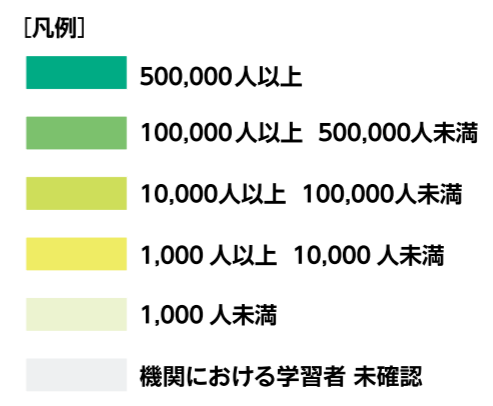 ［凡例］
500,000人以上
100,000人以上 500,000人未満
10,000人以上 100,000人未満
1,000 人以上 10,000 人未満
1,000 人未満
機関における学習者 未確認